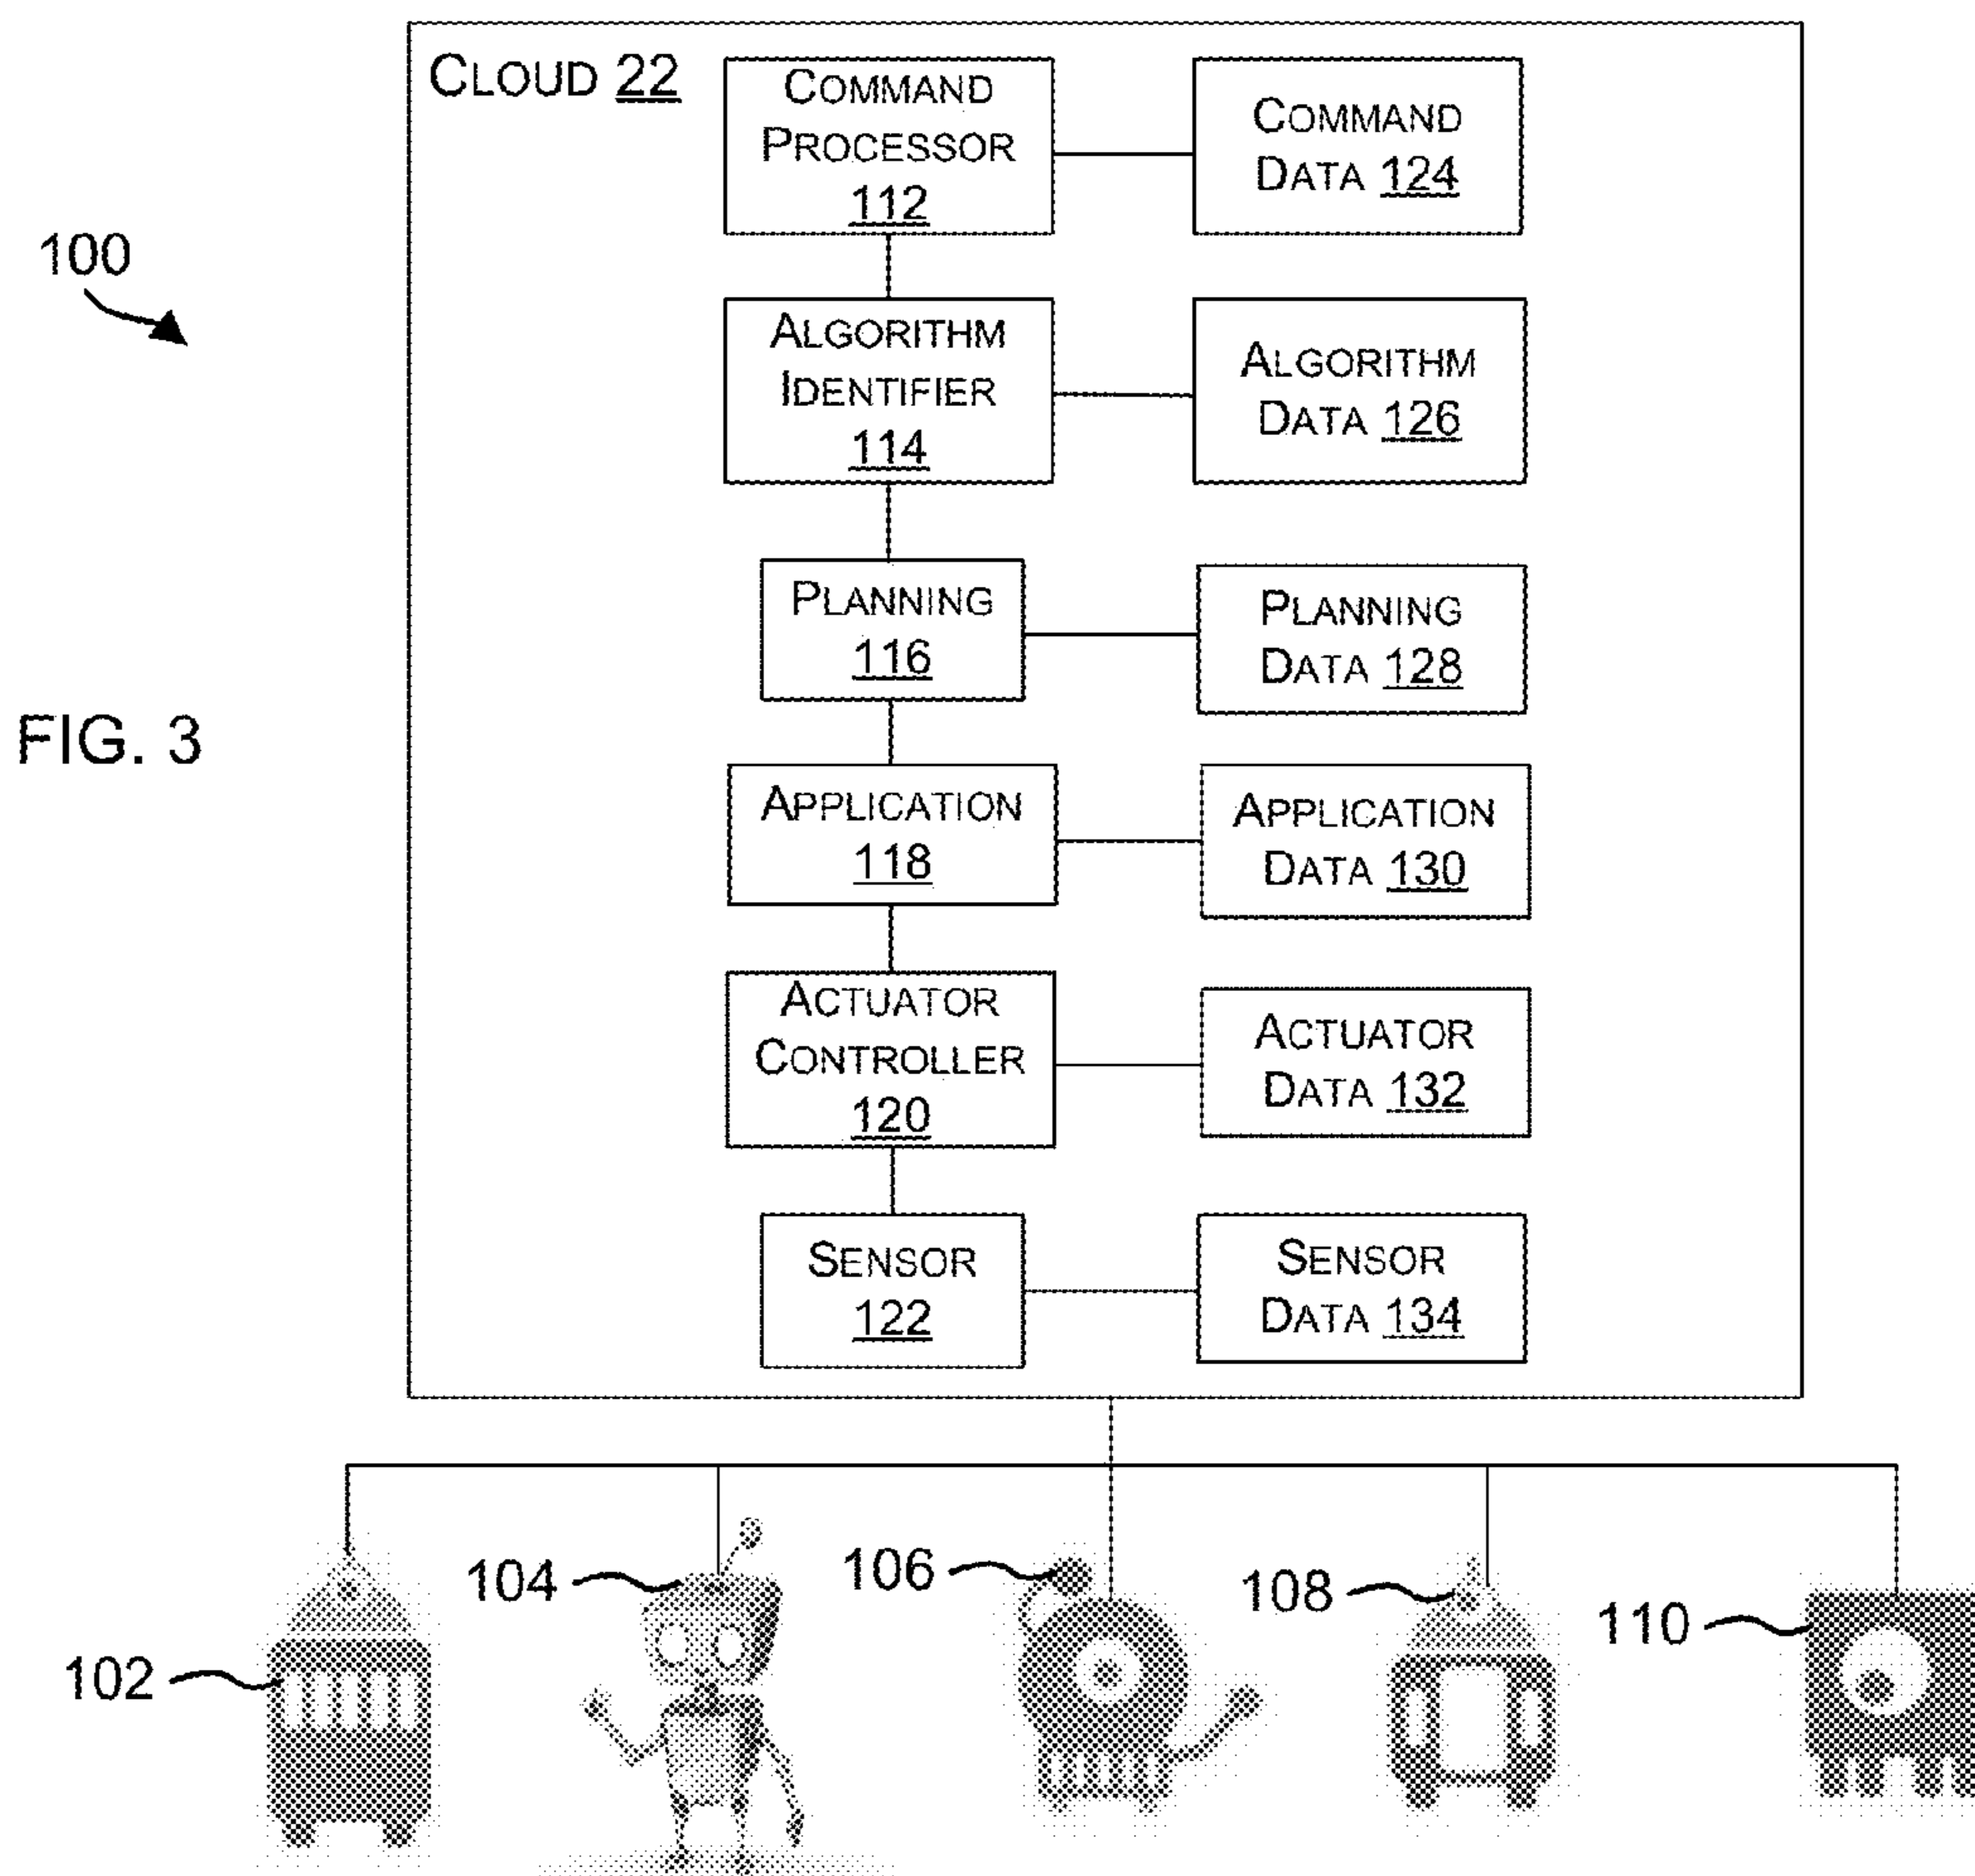 CLOUD 22
COMMAND
PROCESSOR
112
COMMAND
DATA 124
100
ALGORITHM
IDENTIFIER
114
ALGORITHM
DATA 126
PLANNING
116
PLANNING
DATA 128
FIG. 3
APPLICATION
118
APPLICATION
DATA 130
ACTUATOR
CONTROLLER
120
ACTUATOR
DATA 132
SENSOR
122
SENSOR
DATA 134
102
104
106
108
110